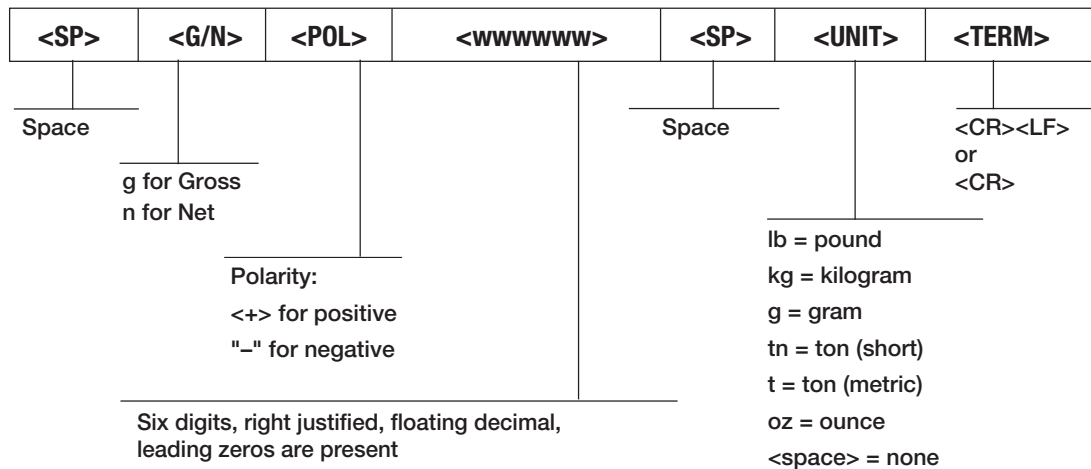 <SP> <G/N> <POL> <wwwwww> <SP> <UNIT> <TERM>
Space
g for Gross
n for Net
Polarity:
<+> for positive
"–" for negative
Six digits, right justified, floating decimal,
leading zeros are present
Space
lb = pound
kg = kilogram
g = gram
tn = ton (short)
t = ton (metric)
oz = ounce
<space> = none
<CR><LF>
or
<CR>